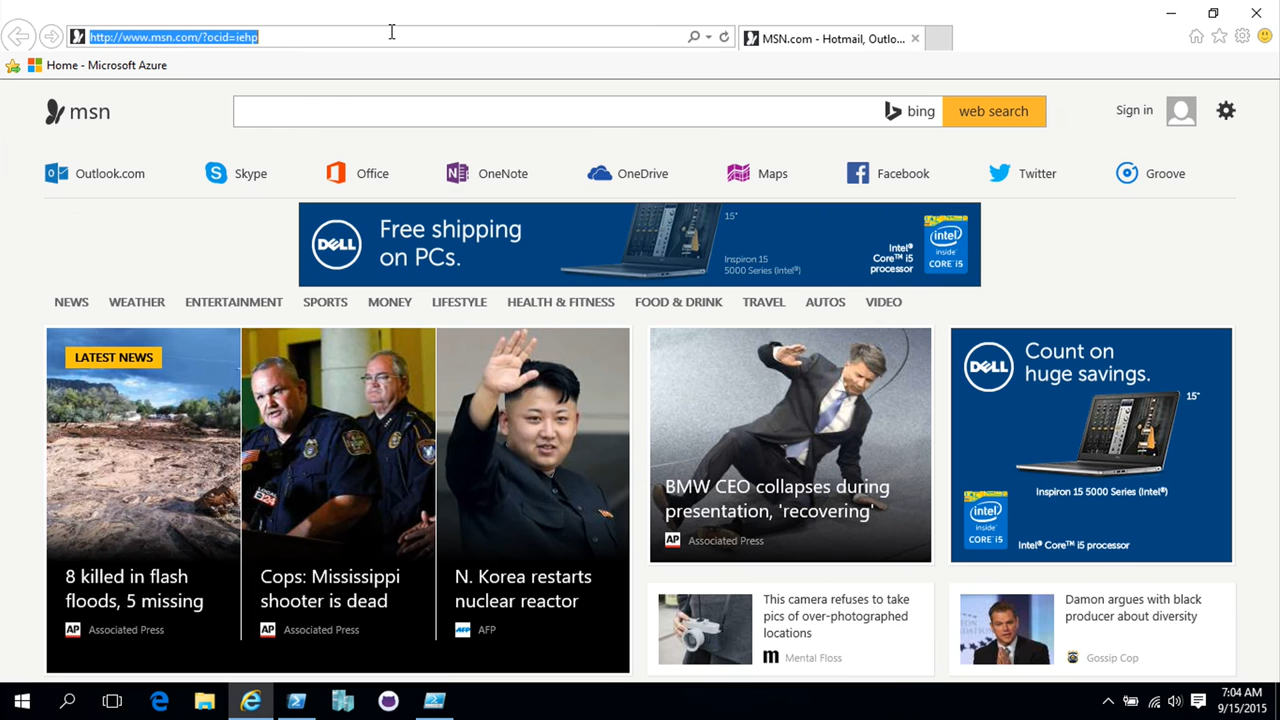 http://www.msn.com/?ocid=iehp
MSN.com - Hotmail, Outlo...
Home - Microsoft Azure
msn
bing
web search
Sign in
Outlook.com
Skype
Office
OneNote
OneDrive
Maps
Facebook
Twitter
Groove
DELL
Free shipping
on PCs.
15"
Inspiron 15
5000 Series (Intel®)
Intel®
Core™ i5
processor
intel
inside™
CORE™ i5
NEWS
WEATHER
ENTERTAINMENT
SPORTS
MONEY
LIFESTYLE
HEALTH & FITNESS
FOOD & DRINK
TRAVEL
AUTOS
VIDEO
LATEST NEWS
8 killed in flash
floods, 5 missing
AP Associated Press
Cops: Mississippi
shooter is dead
AP Associated Press
N. Korea restarts
nuclear reactor
AFP AFP
BMW CEO collapses during
presentation, 'recovering'
AP Associated Press
DELL
Count on
huge savings.
15"
Inspiron 15 5000 Series (Intel®)
intel
inside™
CORE™ i5
Intel® Core™ i5 processor
This camera refuses to take
pics of over-photographed
locations
m Mental Floss
Damon argues with black
producer about diversity
Gossip Cop
7:04 AM
9/15/2015